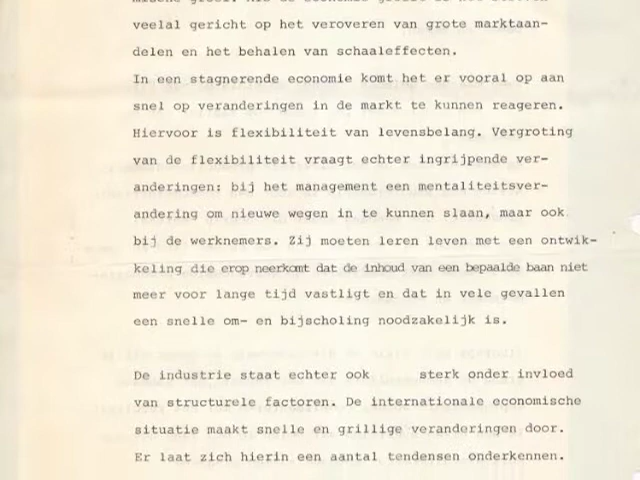 veelal gericht op het veroveren van grote marktaan-
delen en het behalen van schaaleffecten.
In een stagnerende economie komt het er vooral op aan
snel op veranderingen in de markt te kunnen reageren.
Hiervoor is flexibiliteit van levensbelang. Vergroting
van de flexibiliteit vraagt echter ingrijpende ver-
anderingen: bij het management een mentaliteitsver-
andering om nieuwe wegen in te kunnen slaan, maar ook
bij de werknemers. Zij moeten leren leven met een ontwik-
keling die erop neerkomt dat de inhoud van een bepaalde baan niet
meer voor lange tijd vastligt en dat in vele gevallen
een snelle om- en bijscholing noodzakelijk is.
De industrie staat echter ook sterk onder invloed
van structurele factoren. De internationale economische
situatie maakt snelle en grillige veranderingen door.
Er laat zich hierin een aantal tendensen onderkennen.